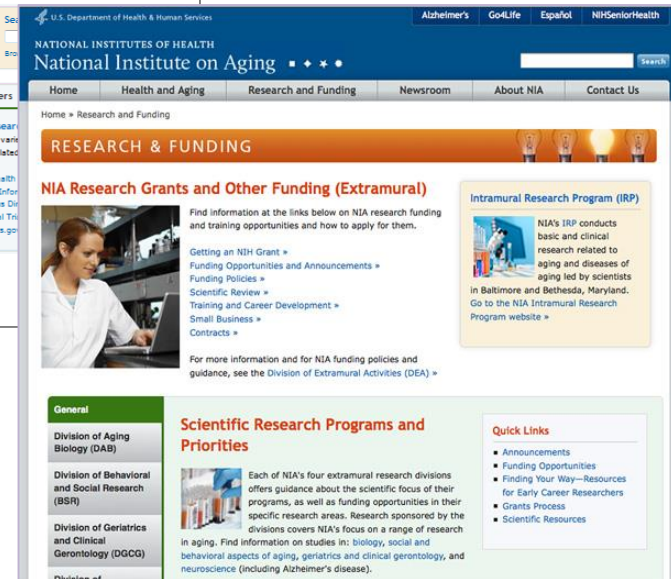 U.S. Department of Health & Human Services
Alzheimer's Go4Life Español NIHSeniorHealth
NATIONAL INSTITUTES OF HEALTH
National Institute on Aging
Search
Home Health and Aging Research and Funding Newsroom About NIA Contact Us
Home » Research and Funding
RESEARCH & FUNDING
NIA Research Grants and Other Funding (Extramural)
Find information at the links below on NIA research funding
and training opportunities and how to apply
for them.
Getting an NIH Grant »
Funding Opportunities and Announcements »
Funding Policies »
Scientific Review »
Training and Career Development »
Small Business »
Contracts »
For more information and for NIA funding policies and
guidance, see the Division of Extramural Activities (DEA) »
Intramural Research Program (IRP)
NIA's IRP conducts
basic and clinical
research related to
aging and diseases of
aging led by scientists
in Baltimore and Bethesda, Maryland.
Go to the NIA Intramural Research
Program website »
General
Division of Aging
Biology (DAB)
Division of Behavioral
and Social Research
(BSR)
Division of Geriatrics
and Clinical
Gerontology (DGCG)
Division of
Scientific Research Programs and
Priorities
Each of NIA's four extramural research divisions
offers guidance about the scientific focus of their
programs, as well as funding opportunities in their
specific research areas. Research sponsored by the
divisions covers NIA's focus on a range of research
in aging. Find information on studies in: biology, social and
behavioral aspects of aging, geriatrics and clinical gerontology, and
neuroscience (including Alzheimer's disease).
Quick Links
Announcements
Funding Opportunities
Finding Your Way—Resources
for Early Career Researchers
Grants Process
Scientific Resources